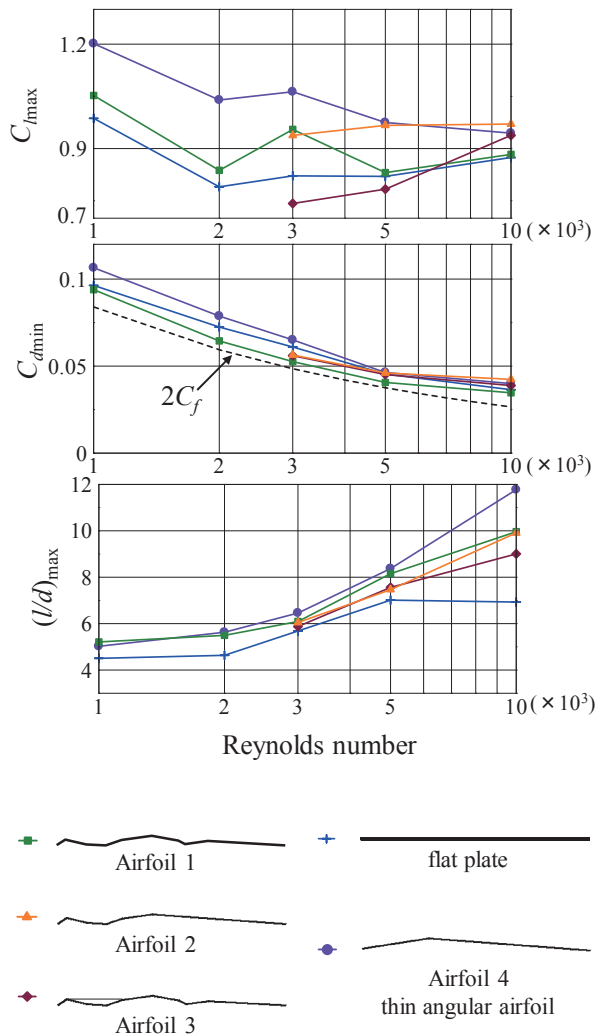 1.2
0.9
0.7
C_lmax
1 2 3 5 10 (×10³)
0.1
0.05
0
C_dmin
2C_f
1 2 3 5 10 (×10³)
12
10
8
6
4
(l/d)_max
1 2 3 5 10 (×10³)
Reynolds number
Airfoil 1
flat plate
Airfoil 2
Airfoil 3
Airfoil 4
thin angular airfoil